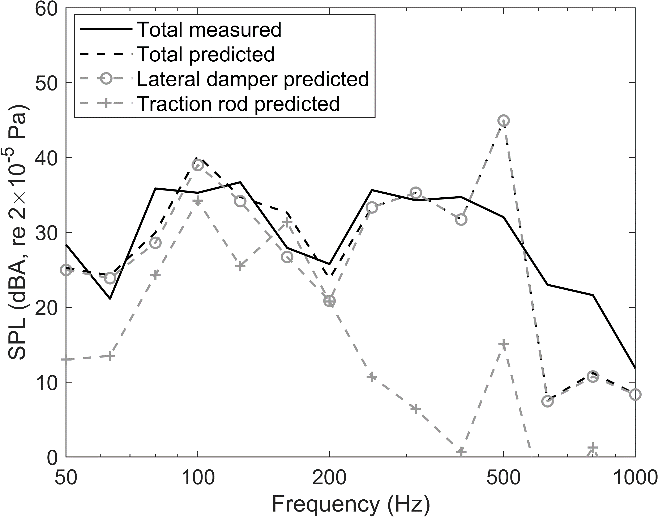 60
50
40
30
20
10
0
SPL (dBA, re 2×10⁻⁵ Pa)
Total measured
Total predicted
Lateral damper predicted
Traction rod predicted
50 100 200 500 1000
Frequency (Hz)